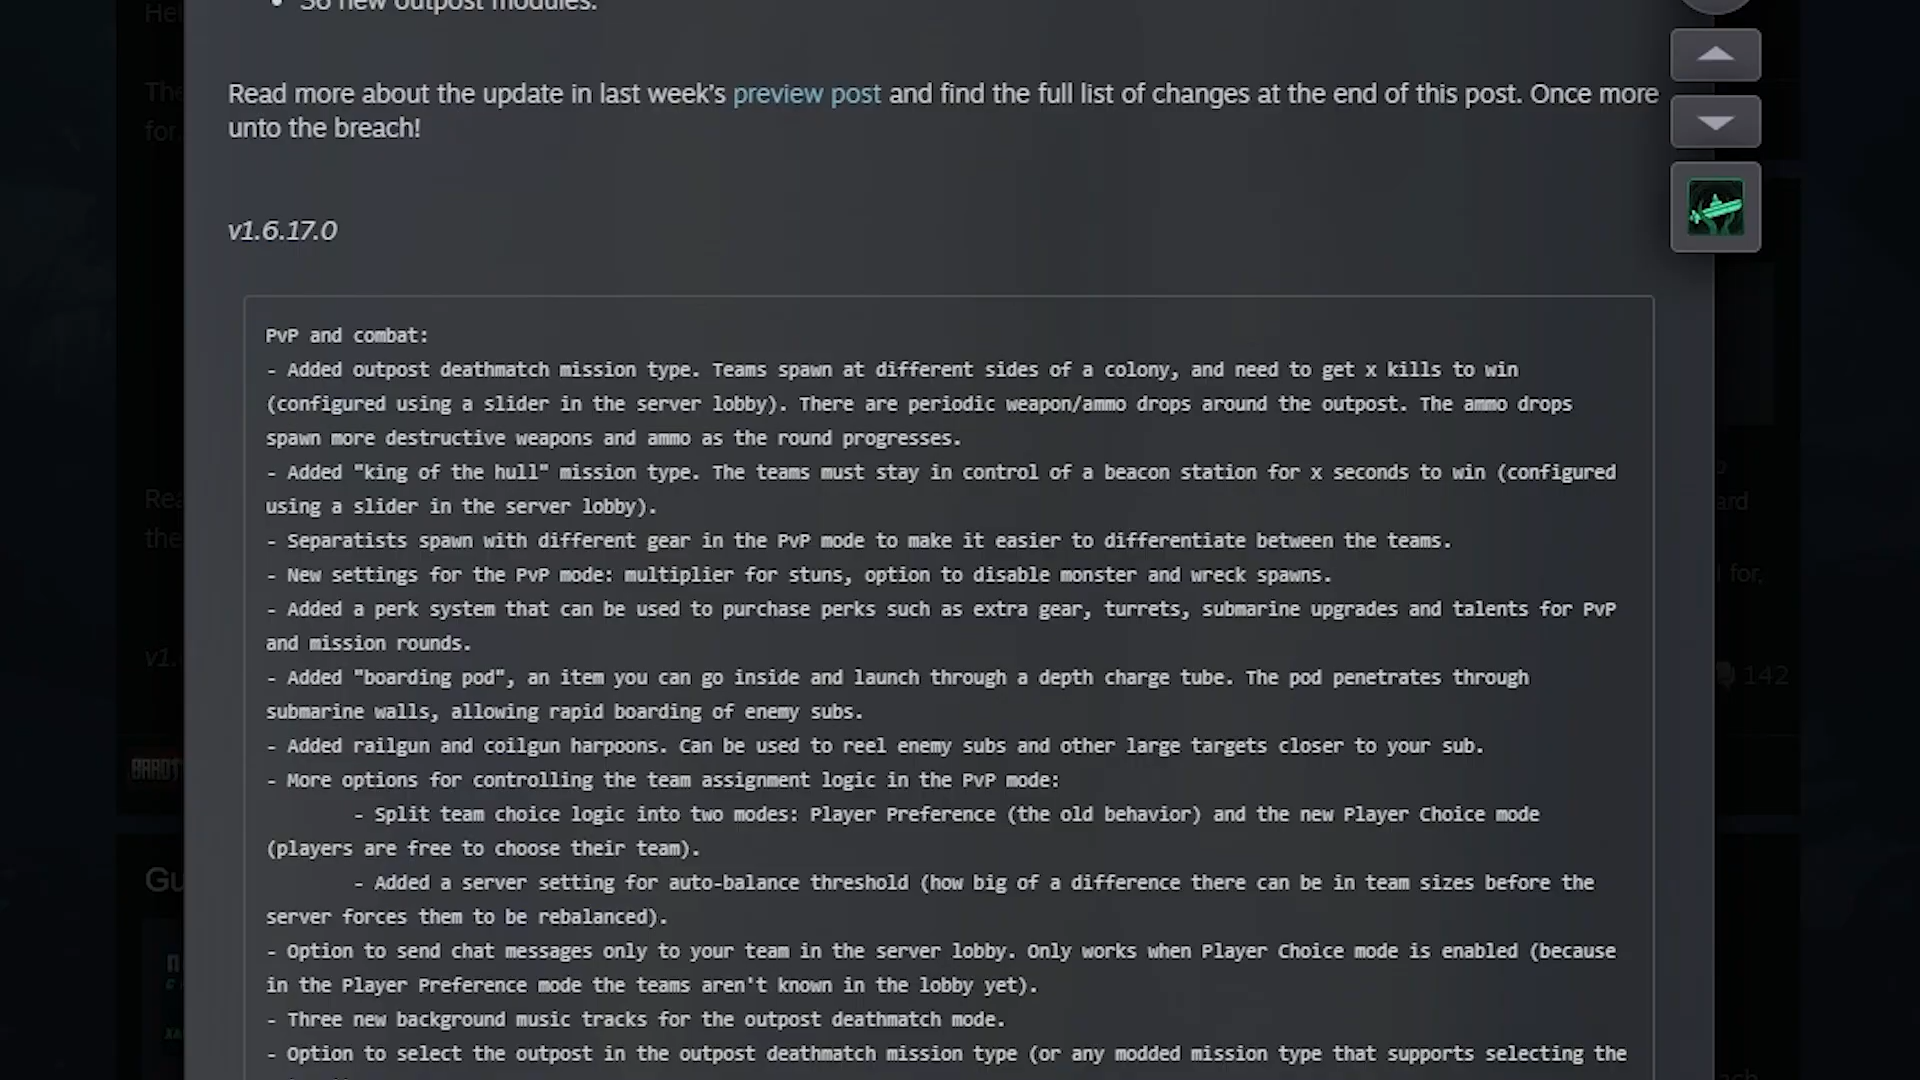 36 new outpost modules.
Read more about the update in last week's preview post and find the full list of changes at the end of this post. Once more
unto the breach!
v1.6.17.0
PvP and combat:
- Added outpost deathmatch mission type. Teams spawn at different sides of a colony, and need to get x kills to win
(configured using a slider in the server lobby). There are periodic weapon/ammo drops around the outpost. The ammo drops
spawn more destructive weapons and ammo as the round progresses.
- Added "king of the hull" mission type. The teams must stay in control of a beacon station for x seconds to win (configured
using a slider in the server lobby).
- Separatists spawn with different gear in the PvP mode to make it easier to differentiate between the teams.
- New settings for the PvP mode: multiplier for stuns, option to disable monster and wreck spawns.
- Added a perk system that can be used to purchase perks such as extra gear, turrets, submarine upgrades and talents for PvP
and mission rounds.
- Added "boarding pod", an item you can go inside and launch through a depth charge tube. The pod penetrates through
submarine walls, allowing rapid boarding of enemy subs.
- Added railgun and coilgun harpoons. Can be used to reel enemy subs and other large targets closer to your sub.
- More options for controlling the team assignment logic in the PvP mode:
- Split team choice logic into two modes: Player Preference (the old behavior) and the new Player Choice mode
(players are free to choose their team).
- Added a server setting for auto-balance threshold (how big of a difference there can be in team sizes before the
server forces them to be rebalanced).
- Option to send chat messages only to your team in the server lobby. Only works when Player Choice mode is enabled (because
in the Player Preference mode the teams aren't known in the lobby yet).
- Three new background music tracks for the outpost deathmatch mode.
- Option to select the outpost in the outpost deathmatch mission type (or any modded mission type that supports selecting the
for.
v1.
142
for,
Gu